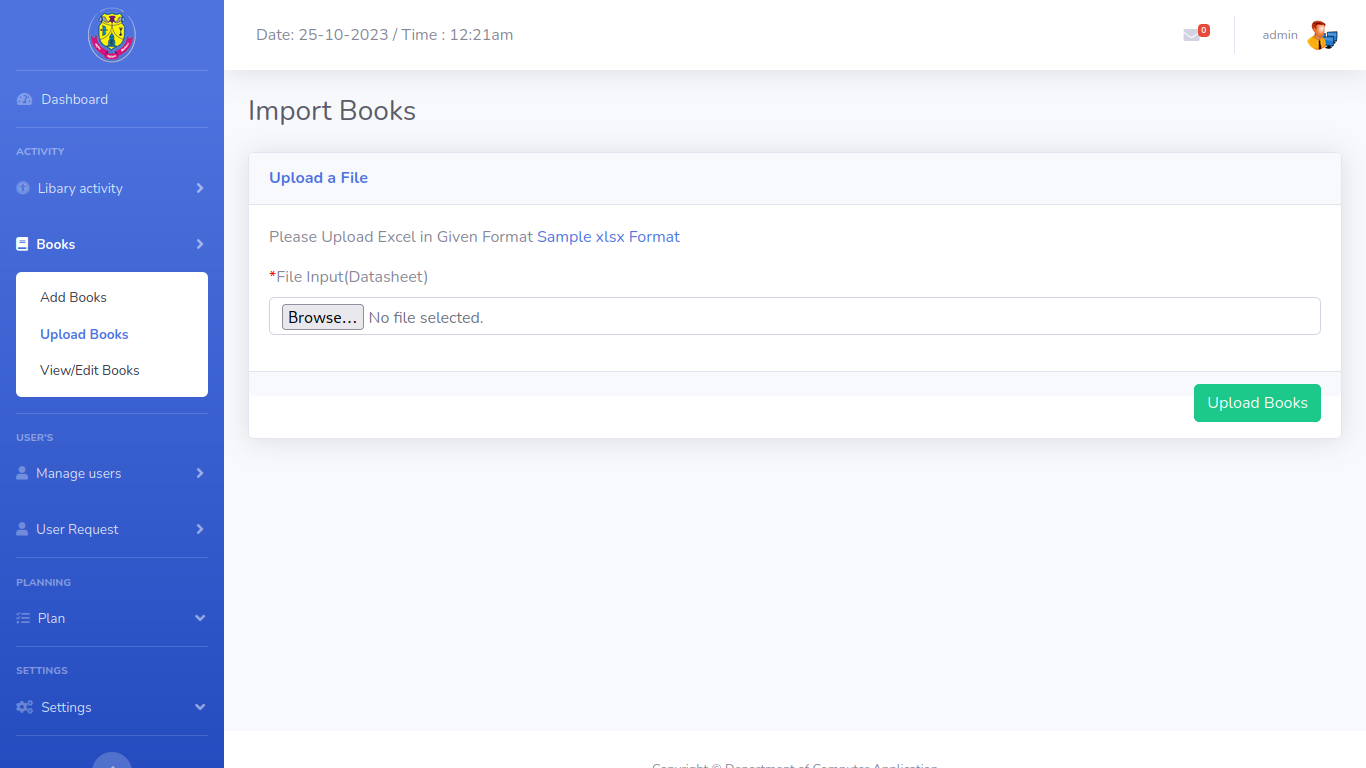 Date: 25-10-2023 / Time : 12:21am
0
admin
Dashboard
ACTIVITY
Libary activity
Books
Add Books
Upload Books
View/Edit Books
USER'S
Manage users
User Request
PLANNING
Plan
SETTINGS
Settings
Import Books
Upload a File
Please Upload Excel in Given Format Sample xlsx Format
*File Input(Datasheet)
Browse... No file selected.
Upload Books
Copyright © Department of Computer Application